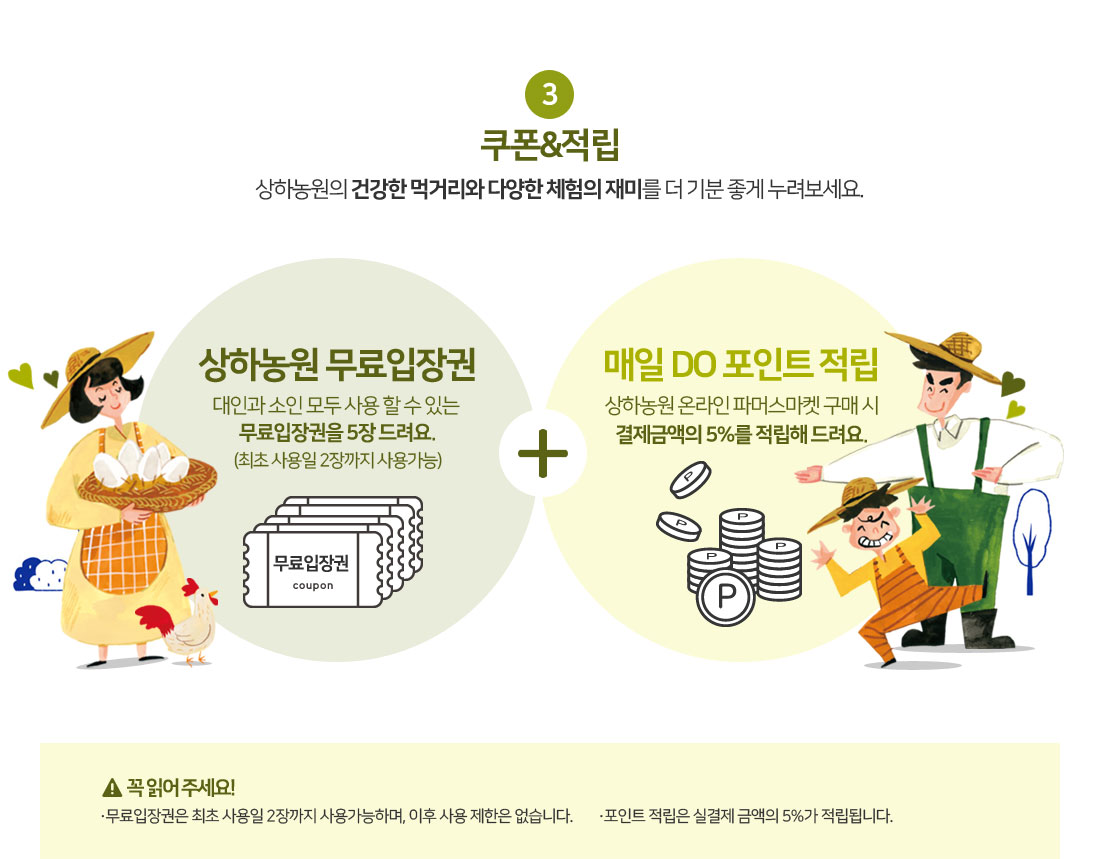 3
쿠폰&적립
상하농원의 건강한 먹거리와 다양한 체험의 재미를 더 기분 좋게 누려보세요.
상하농원 무료입장권
대인과 소인 모두 사용 할 수 있는
무료입장권을 5장 드려요.
(최초 사용일 2장까지 사용가능)
무료입장권
coupon
매일 DO 포인트 적립
상하농원 온라인 파머스마켓 구매 시
결제금액의 5%를 적립해 드려요.
P
P
P
P
P
P
꼭 읽어 주세요!
·무료입장권은 최초 사용일 2장까지 사용가능하며, 이후 사용 제한은 없습니다.
·포인트 적립은 실결제 금액의 5%가 적립됩니다.